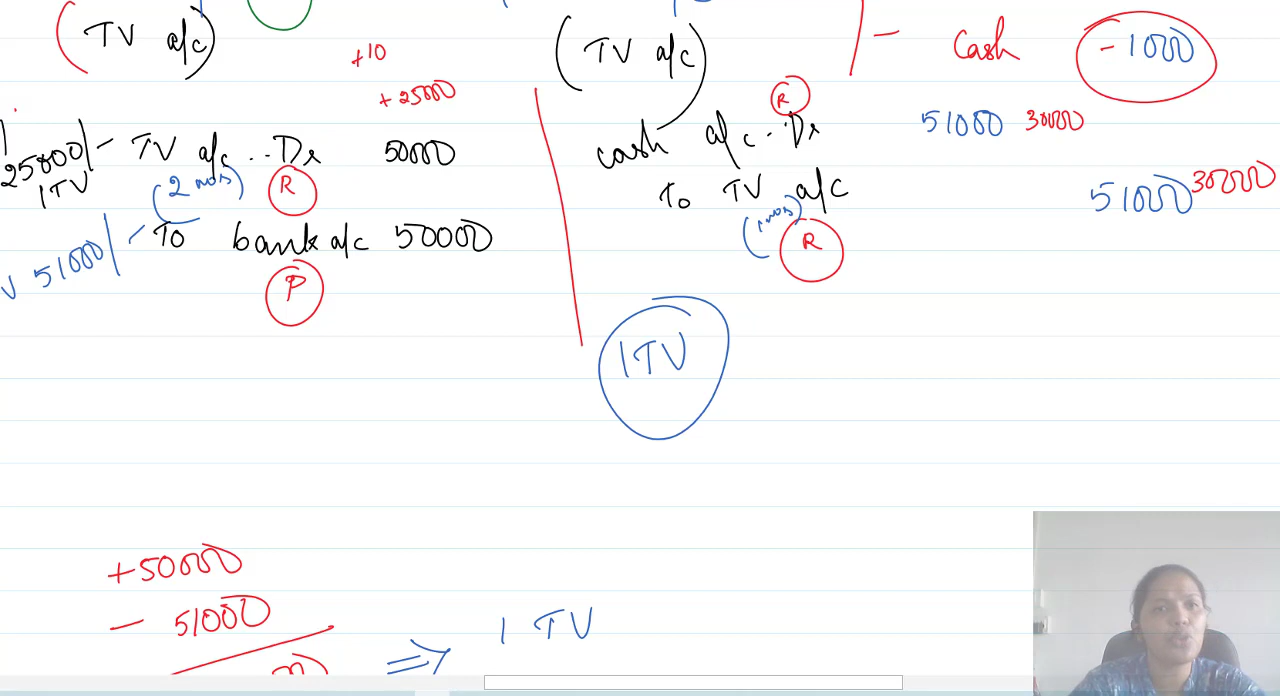 (TV a/c)
+10
+25000
25000/- TV a/c ..Dr 50000
1TV (2 nos) R
51000/- To bank a/c 50000
P
(TV a/c)
R
cash a/c ..Dr 51000 30000
To TV a/c 51000 30000
(1 nos) R
- Cash -1000
1TV
+50000
- 51000
⇒ 1 TV